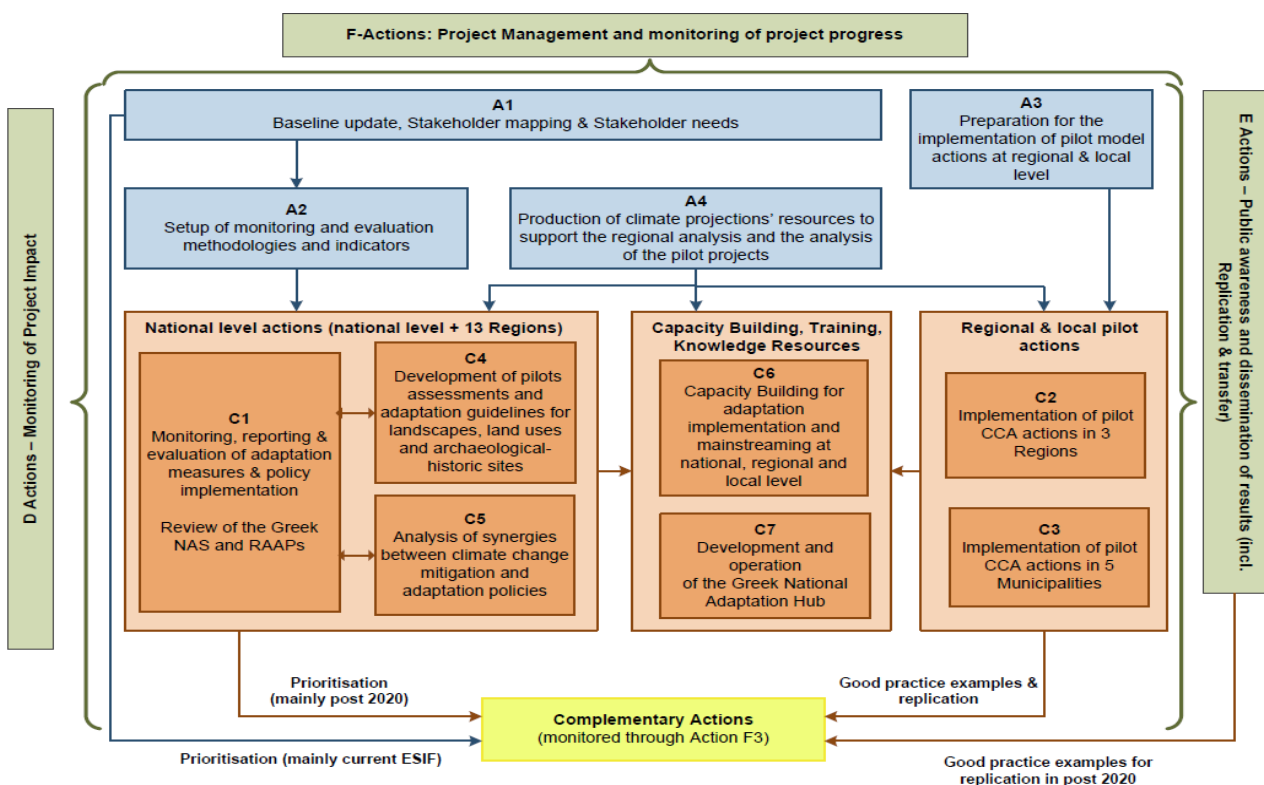 F-Actions: Project Management and monitoring of project progress
D Actions – Monitoring of Project Impact
E Actions – Public awareness and dissemination of results (incl.
Replication & transfer)
A1
Baseline update, Stakeholder mapping & Stakeholder needs
A3
Preparation for the
implementation of pilot model
actions at regional & local
level
A2
Setup of monitoring and evaluation
methodologies and indicators
A4
Production of climate projections' resources to
support the regional analysis and the analysis
of the pilot projects
National level actions (national level + 13 Regions)
C1
Monitoring, reporting &
evaluation of adaptation
measures & policy
implementation
Review of the Greek
NAS and RAAPs
C4
Development of pilots
assessments and
adaptation guidelines for
landscapes, land uses
and archaeological-
historic sites
C5
Analysis of synergies
between climate change
mitigation and
adaptation policies
Capacity Building, Training,
Knowledge Resources
C6
Capacity Building for
adaptation
implementation and
mainstreaming at
national, regional and
local level
C7
Development and
operation
of the Greek National
Adaptation Hub
Regional & local pilot
actions
C2
Implementation of pilot
CCA actions in 3
Regions
C3
Implementation of pilot
CCA actions in 5
Municipalities
Prioritisation
(mainly post 2020)
Good practice examples &
replication
Complementary Actions
(monitored through Action F3)
Prioritisation (mainly current ESIF)
Good practice examples for
replication in post 2020